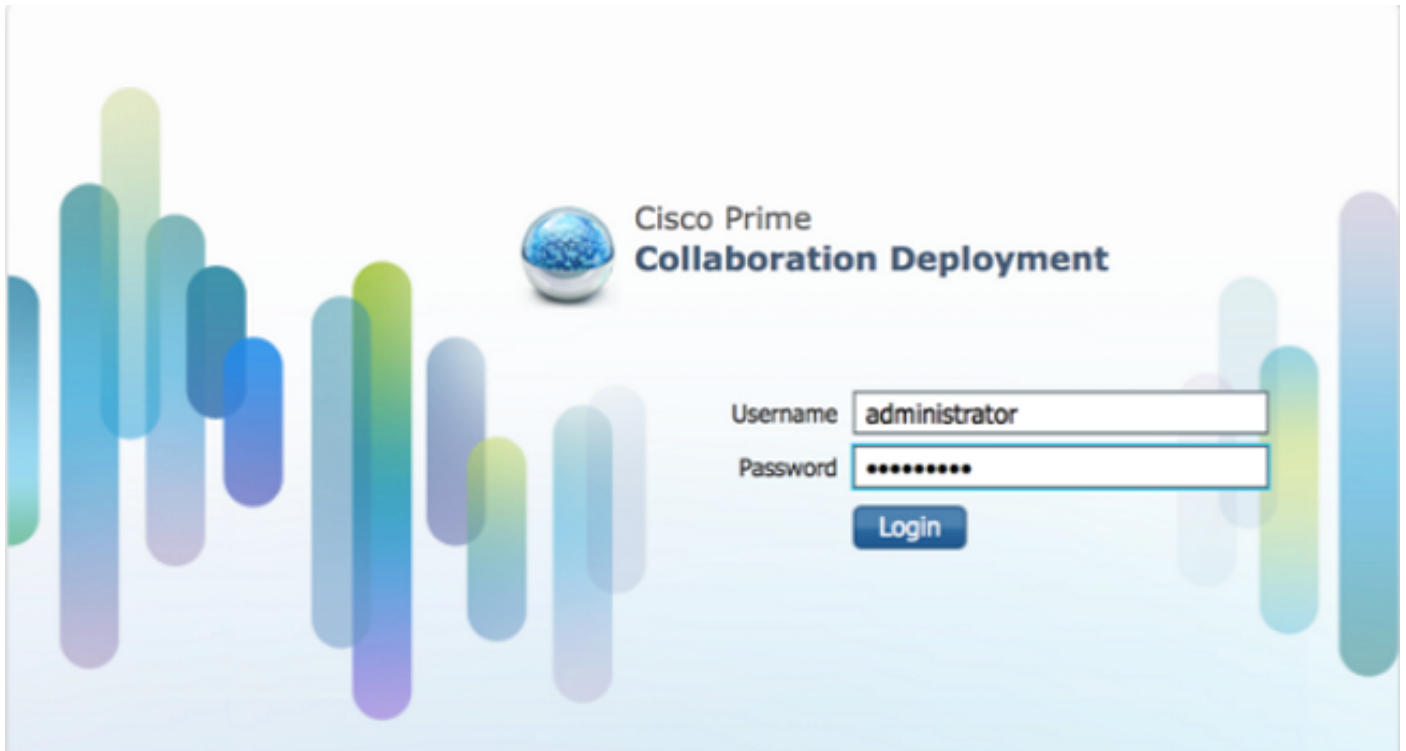 Cisco Prime
Collaboration Deployment
Username administrator
Password •••••••••
Login